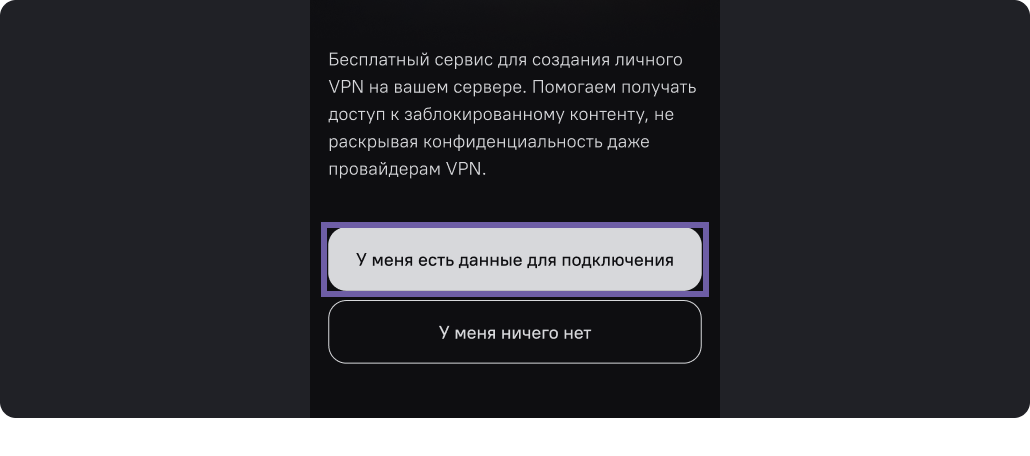 Бесплатный сервис для создания личного
VPN на вашем сервере. Помогаем получать
доступ к заблокированному контенту, не
раскрывая конфиденциальность даже
провайдерам VPN.
У меня есть данные для подключения
У меня ничего нет